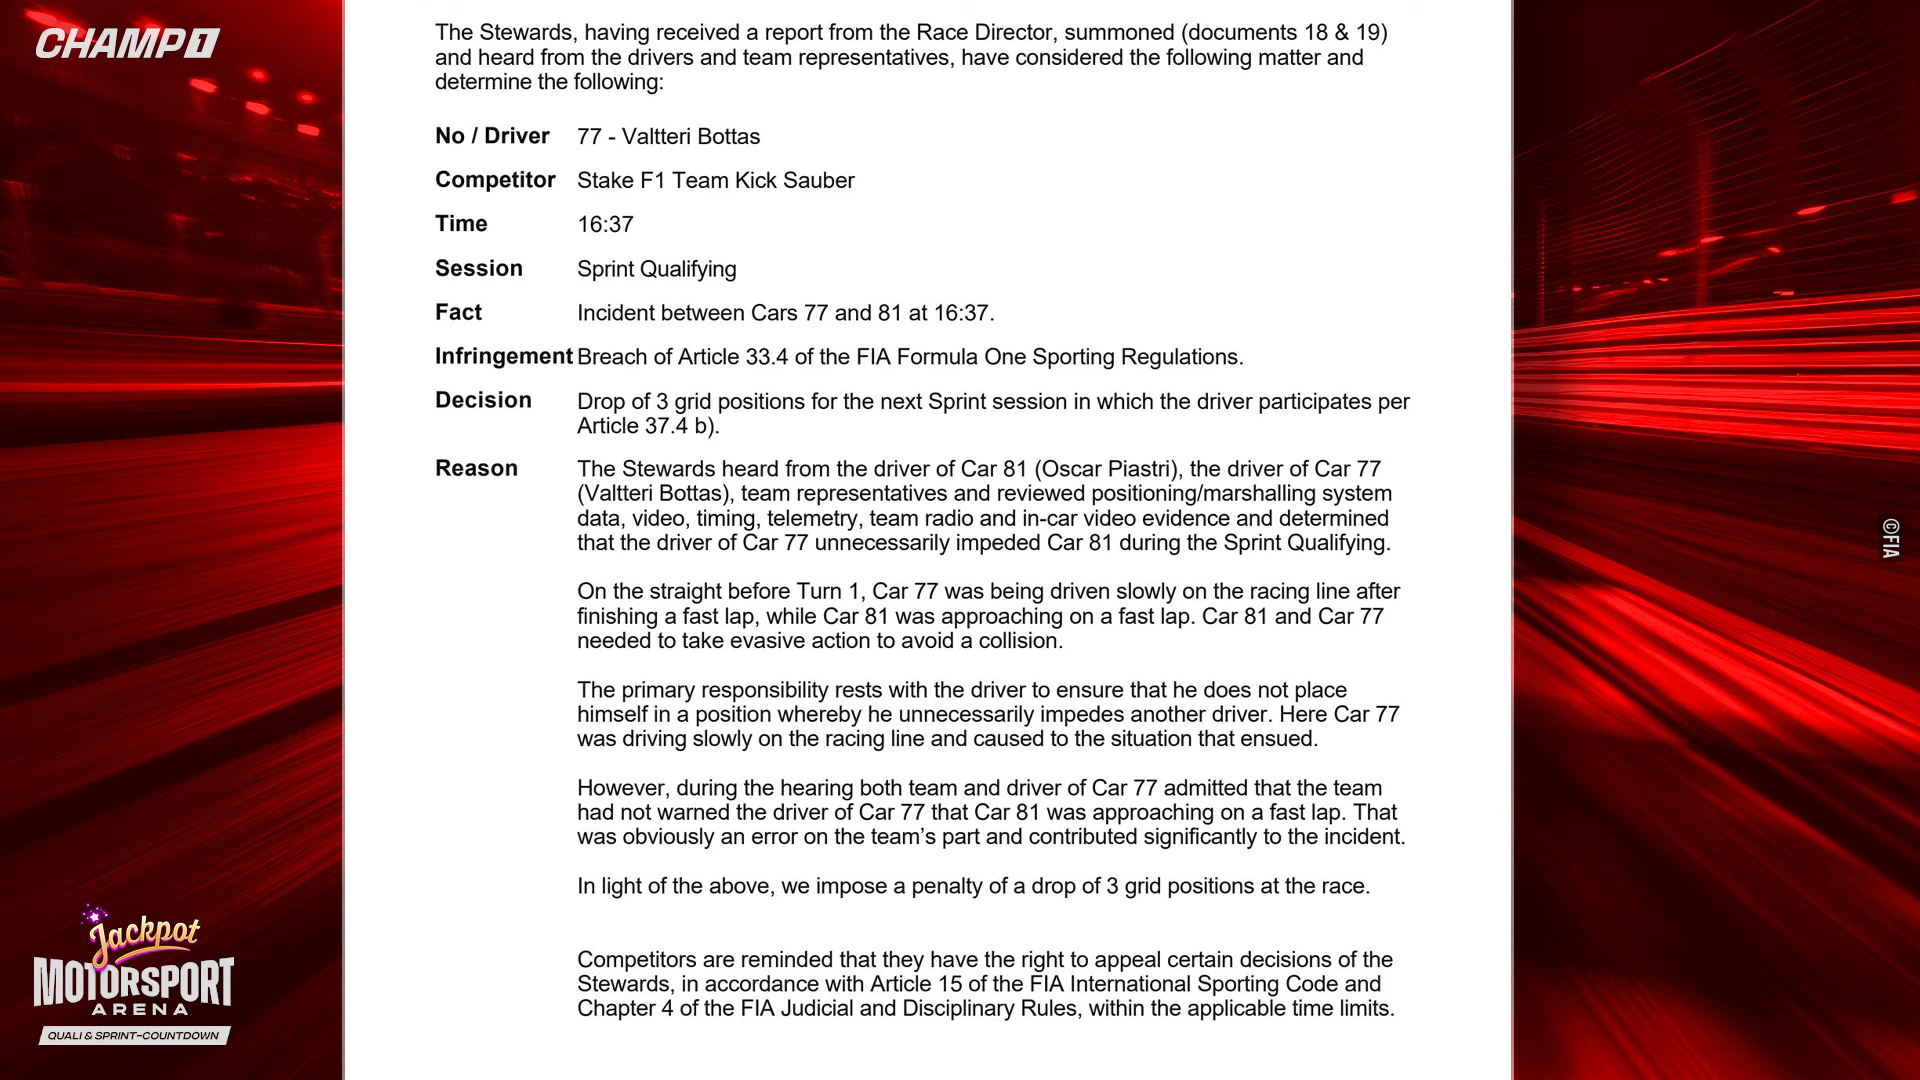 CHAMP1
The Stewards, having received a report from the Race Director, summoned (documents 18 & 19)
and heard from the drivers and team representatives, have considered the following matter and
determine the following:
No / Driver 77 - Valtteri Bottas
Competitor Stake F1 Team Kick Sauber
Time 16:37
Session Sprint Qualifying
Fact Incident between Cars 77 and 81 at 16:37.
Infringement Breach of Article 33.4 of the FIA Formula One Sporting Regulations.
Decision Drop of 3 grid positions for the next Sprint session in which the driver participates per
Article 37.4 b).
Reason The Stewards heard from the driver of Car 81 (Oscar Piastri), the driver of Car 77
(Valtteri Bottas), team representatives and reviewed positioning/marshalling system
data, video, timing, telemetry, team radio and in-car video evidence and determined
that the driver of Car 77 unnecessarily impeded Car 81 during the Sprint Qualifying.
On the straight before Turn 1, Car 77 was being driven slowly on the racing line after
finishing a fast lap, while Car 81 was approaching on a fast lap. Car 81 and Car 77
needed to take evasive action to avoid a collision.
The primary responsibility rests with the driver to ensure that he does not place
himself in a position whereby he unnecessarily impedes another driver. Here Car 77
was driving slowly on the racing line and caused to the situation that ensued.
However, during the hearing both team and driver of Car 77 admitted that the team
had not warned the driver of Car 77 that Car 81 was approaching on a fast lap. That
was obviously an error on the team's part and contributed significantly to the incident.
In light of the above, we impose a penalty of a drop of 3 grid positions at the race.
Competitors are reminded that they have the right to appeal certain decisions of the
Stewards, in accordance with Article 15 of the FIA International Sporting Code and
Chapter 4 of the FIA Judicial and Disciplinary Rules, within the applicable time limits.
©FIA
Jackpot
MOTORSPORT
ARENA
QUALI & SPRINT-COUNTDOWN